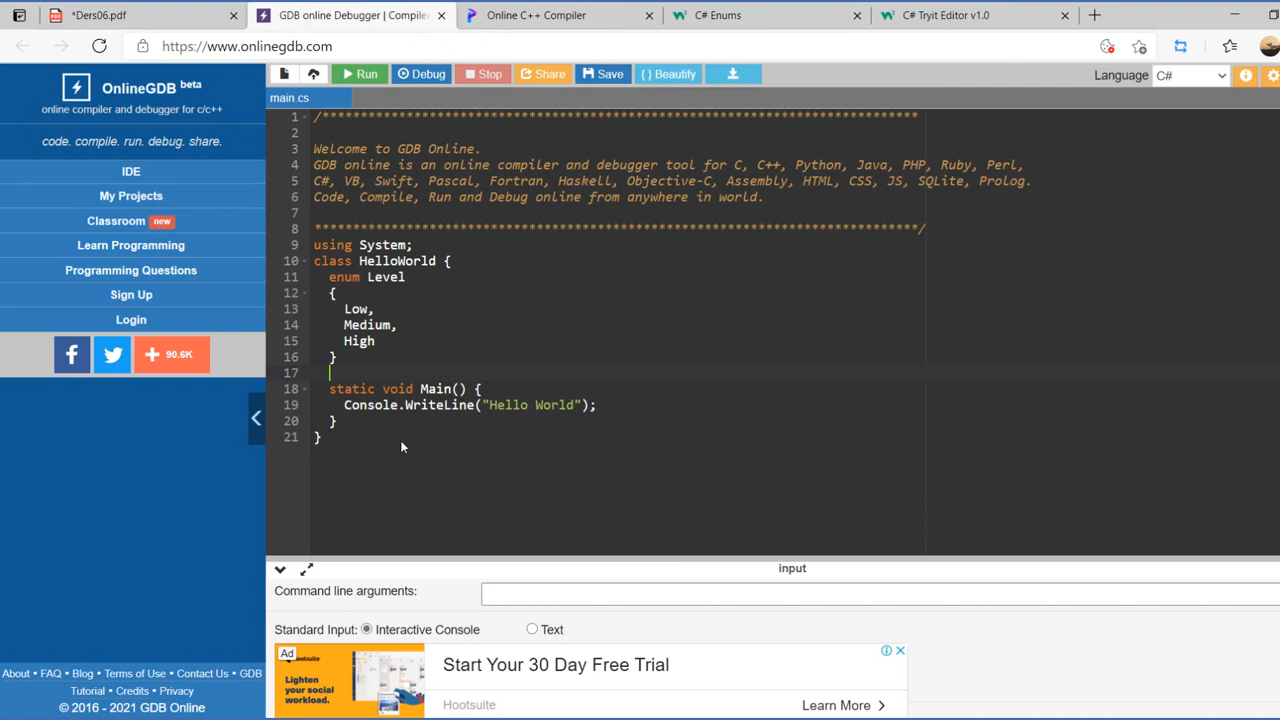 *Ders06.pdf
GDB online Debugger | Compiler
Online C++ Compiler
C# Enums
C# Tryit Editor v1.0
https://www.onlinegdb.com
OnlineGDB beta
online compiler and debugger for c/c++
code. compile. run. debug. share.
IDE
My Projects
Classroom new
Learn Programming
Programming Questions
Sign Up
Login
90.6K
About • FAQ • Blog • Terms of Use • Contact Us • GDB
Tutorial • Credits • Privacy
© 2016 - 2021 GDB Online
Run
Debug
Stop
Share
Save
{ } Beautify
Language C#
main.cs
1 /******************************************************************************
2
3 Welcome to GDB Online.
4 GDB online is an online compiler and debugger tool for C, C++, Python, Java, PHP, Ruby, Perl,
5 C#, VB, Swift, Pascal, Fortran, Haskell, Objective-C, Assembly, HTML, CSS, JS, SQLite, Prolog.
6 Code, Compile, Run and Debug online from anywhere in world.
7
8 *******************************************************************************/
9 using System;
10 class HelloWorld {
11 enum Level
12 {
13 Low,
14 Medium,
15 High
16 }
17
18 static void Main() {
19 Console.WriteLine("Hello World");
20 }
21 }
input
Command line arguments:
Standard Input: Interactive Console Text
Ad
Hootsuite
Lighten
your social
workload.
Start Your 30 Day Free Trial
Hootsuite
Learn More